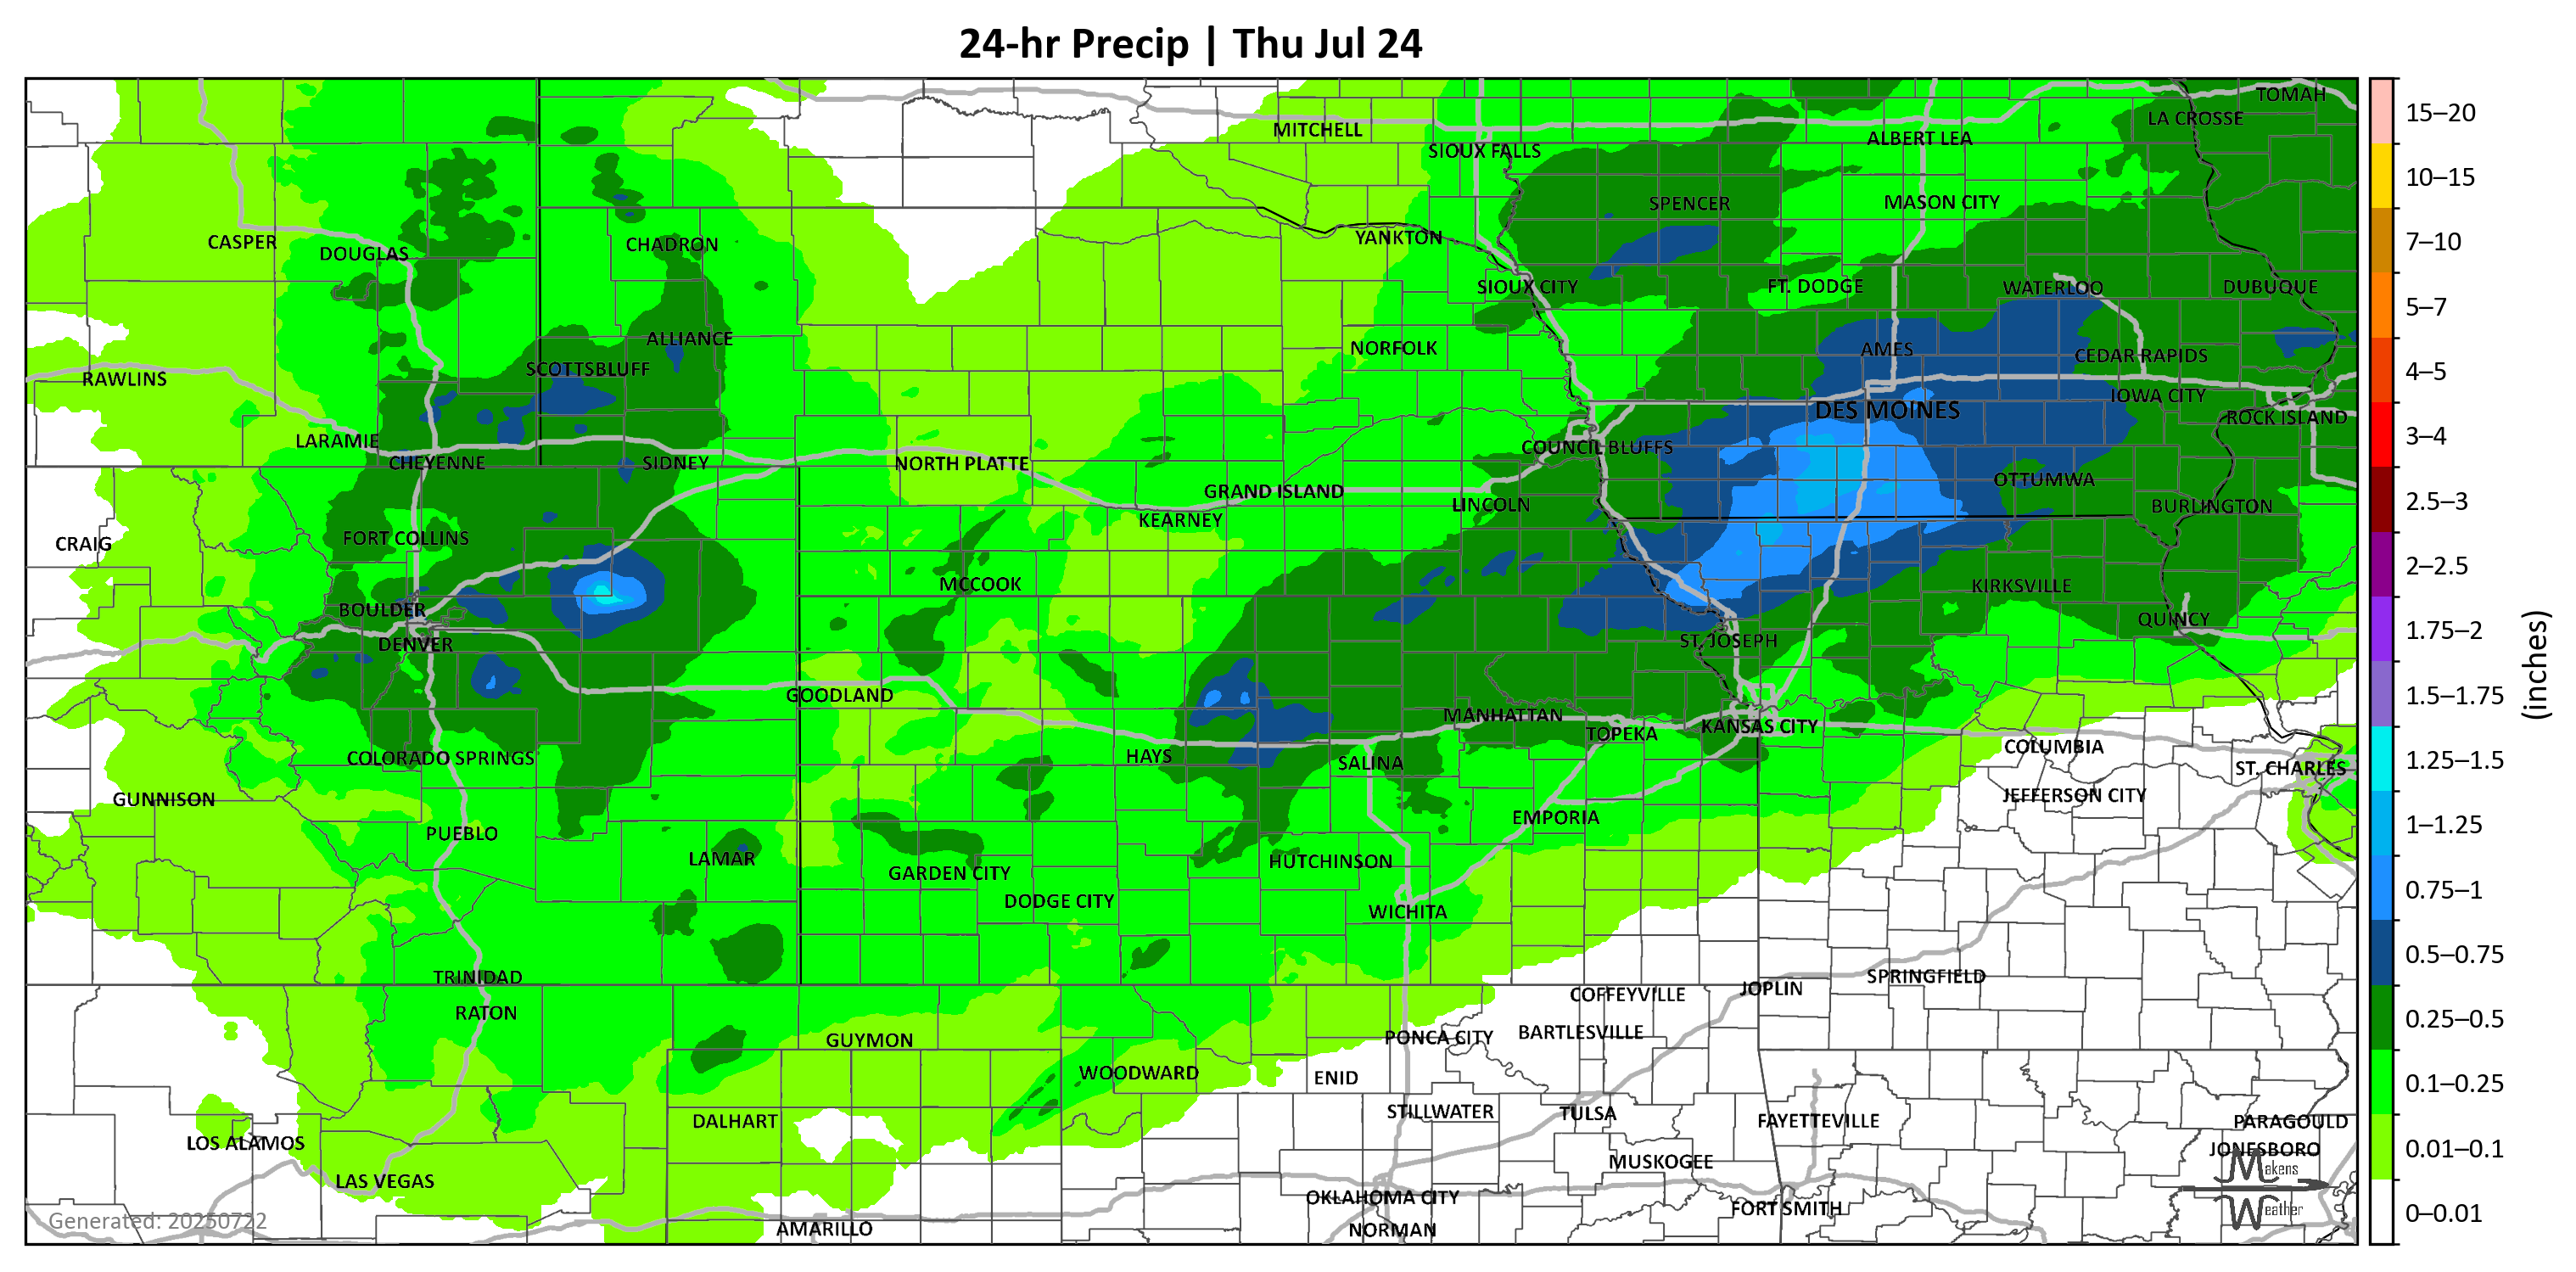 24-hr Precip | Thu Jul 24
TOMAH
LA CROSSE
MITCHELL
ALBERT LEA
SIOUX FALLS
SPENCER
MASON CITY
CASPER
DOUGLAS
CHADRON
YANKTON
SIOUX CITY
FT. DODGE
WATERLOO
DUBUQUE
ALLIANCE
NORFOLK
AMES
CEDAR RAPIDS
RAWLINS
SCOTTSBLUFF
IOWA CITY
DES MOINES
ROCK ISLAND
LARAMIE
COUNCIL BLUFFS
CHEYENNE
SIDNEY
NORTH PLATTE
OTTUMWA
GRAND ISLAND
LINCOLN
BURLINGTON
KEARNEY
CRAIG
FORT COLLINS
MCCOOK
KIRKSVILLE
BOULDER
QUINCY
DENVER
ST. JOSEPH
GOODLAND
MANHATTAN
TOPEKA
KANSAS CITY
COLUMBIA
COLORADO SPRINGS
HAYS
SALINA
ST. CHARLES
GUNNISON
JEFFERSON CITY
EMPORIA
PUEBLO
LAMAR
HUTCHINSON
GARDEN CITY
DODGE CITY
WICHITA
TRINIDAD
SPRINGFIELD
JOPLIN
COFFEYVILLE
RATON
GUYMON
PONCA CITY
BARTLESVILLE
WOODWARD
ENID
DALHART
STILLWATER
TULSA
FAYETTEVILLE
PARAGOULD
LOS ALAMOS
JONESBORO
MUSKOGEE
LAS VEGAS
OKLAHOMA CITY
FORT SMITH
AMARILLO
NORMAN
Makens
Weather
Generated: 20250722
15–20
10–15
7–10
5–7
4–5
3–4
2.5–3
2–2.5
1.75–2
1.5–1.75
1.25–1.5
1–1.25
0.75–1
0.5–0.75
0.25–0.5
0.1–0.25
0.01–0.1
0–0.01
(inches)